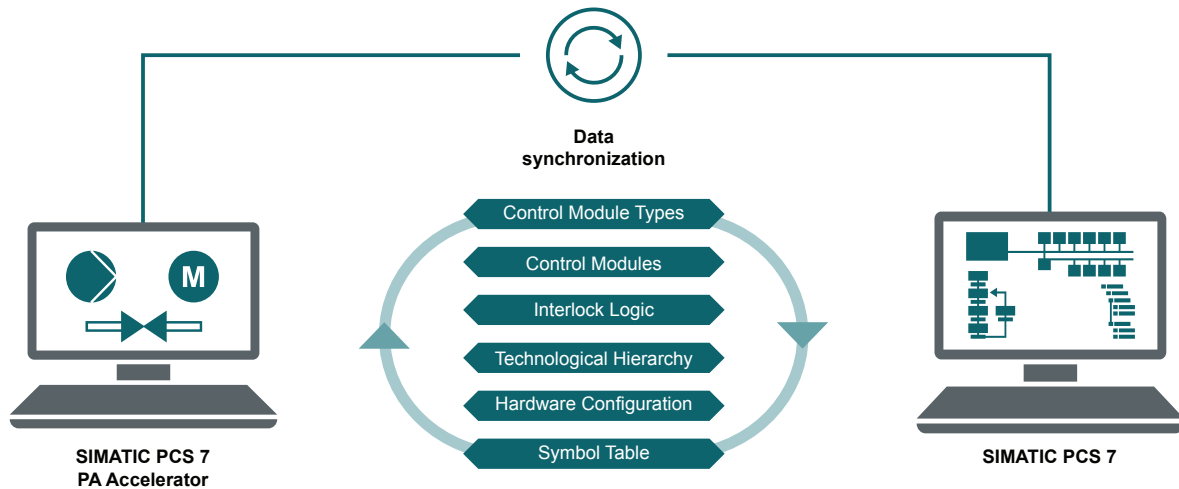 Data
synchronization
Control Module Types
Control Modules
Interlock Logic
Technological Hierarchy
Hardware Configuration
Symbol Table
M
SIMATIC PCS 7
PA Accelerator
SIMATIC PCS 7